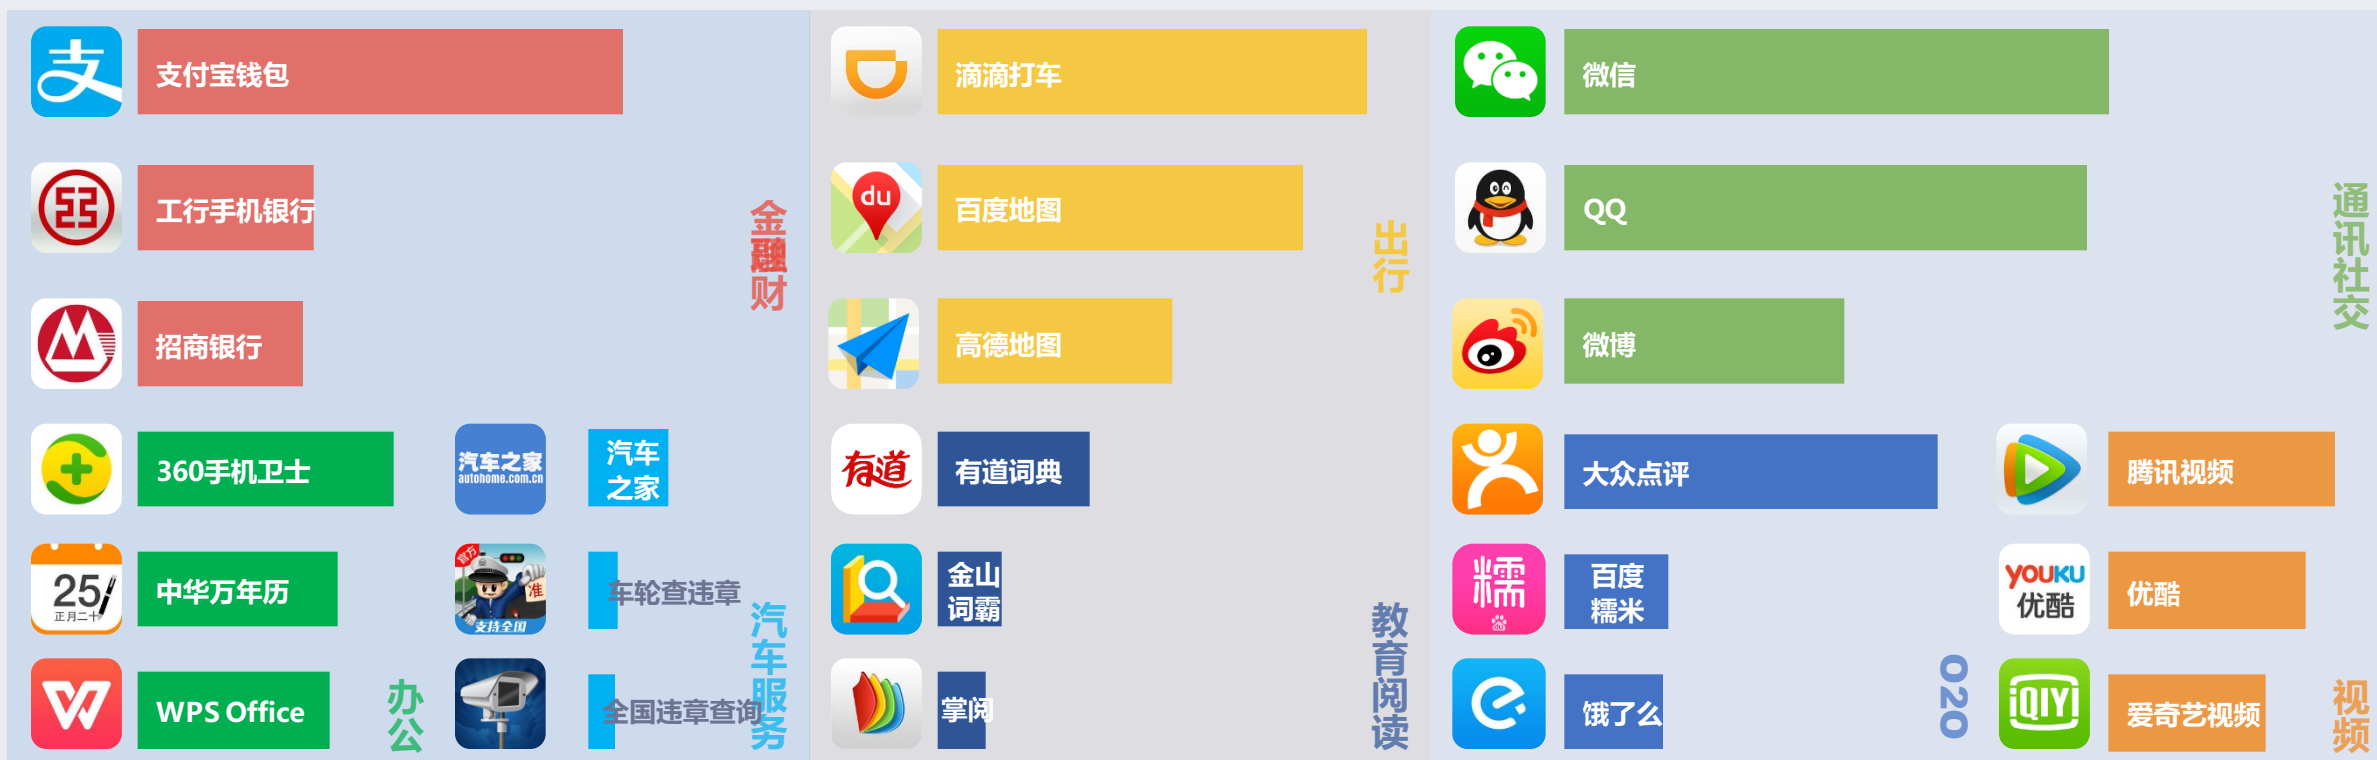 支
支付宝钱包
工行手机银行
招商银行
金融理财
360手机卫士
25
正月二十
中华万年历
WPS Office
办公
汽车之家
autohome.com.cn
汽车
之家
官方
准
支持全国
车轮查违章
全国违章查询
汽车服务
滴滴打车
du
百度地图
高德地图
出行
有道
有道词典
金山
词霸
掌阅
教育阅读
微信
QQ
微博
通讯社交
大众点评
糯
百度
糯米
饿了么
O2O
腾讯视频
YOUKU
优酷
优酷
iQIYI
爱奇艺视频
视频